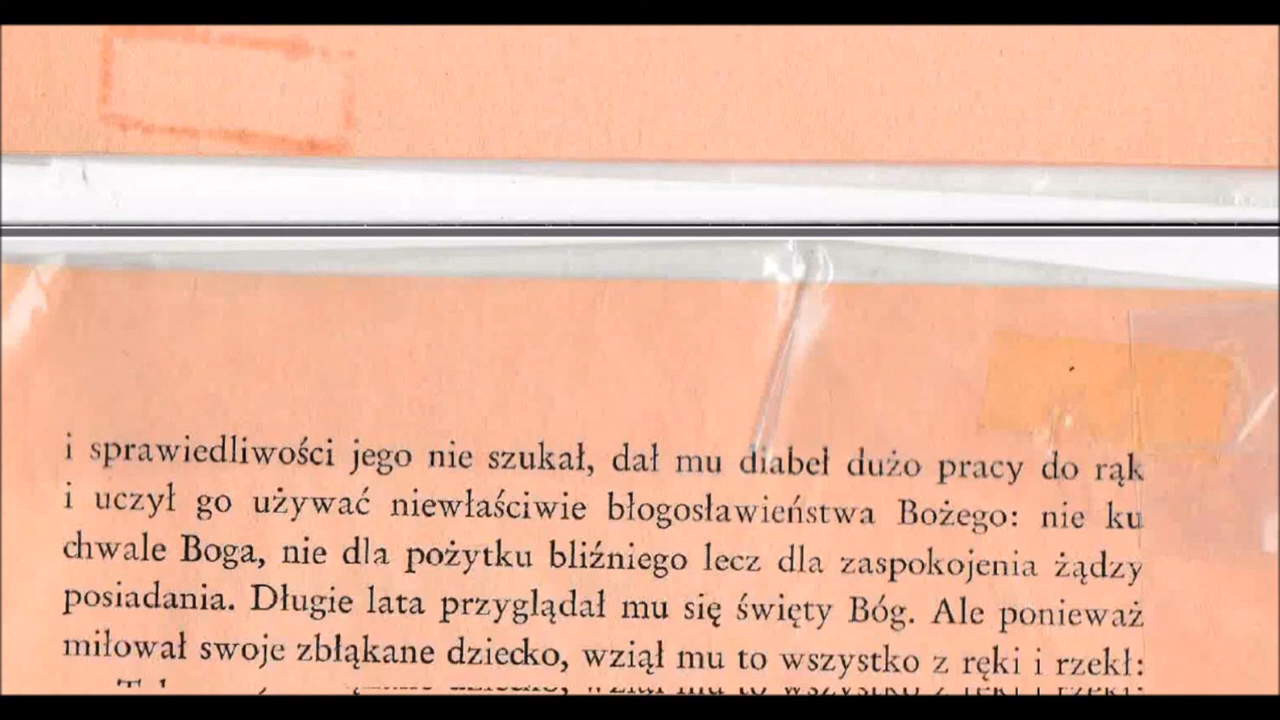 i sprawiedliwości jego nie szukał, dał mu diabeł dużo pracy do rąk
i uczył go używać niewłaściwie błogosławieństwa Bożego: nie ku
chwale Boga, nie dla pożytku bliźniego lecz dla zaspokojenia żądzy
posiadania. Długie lata przyglądał mu się święty Bóg. Ale ponieważ
miłował swoje zbłąkane dziecko, wziął mu to wszystko z ręki i rzekł: